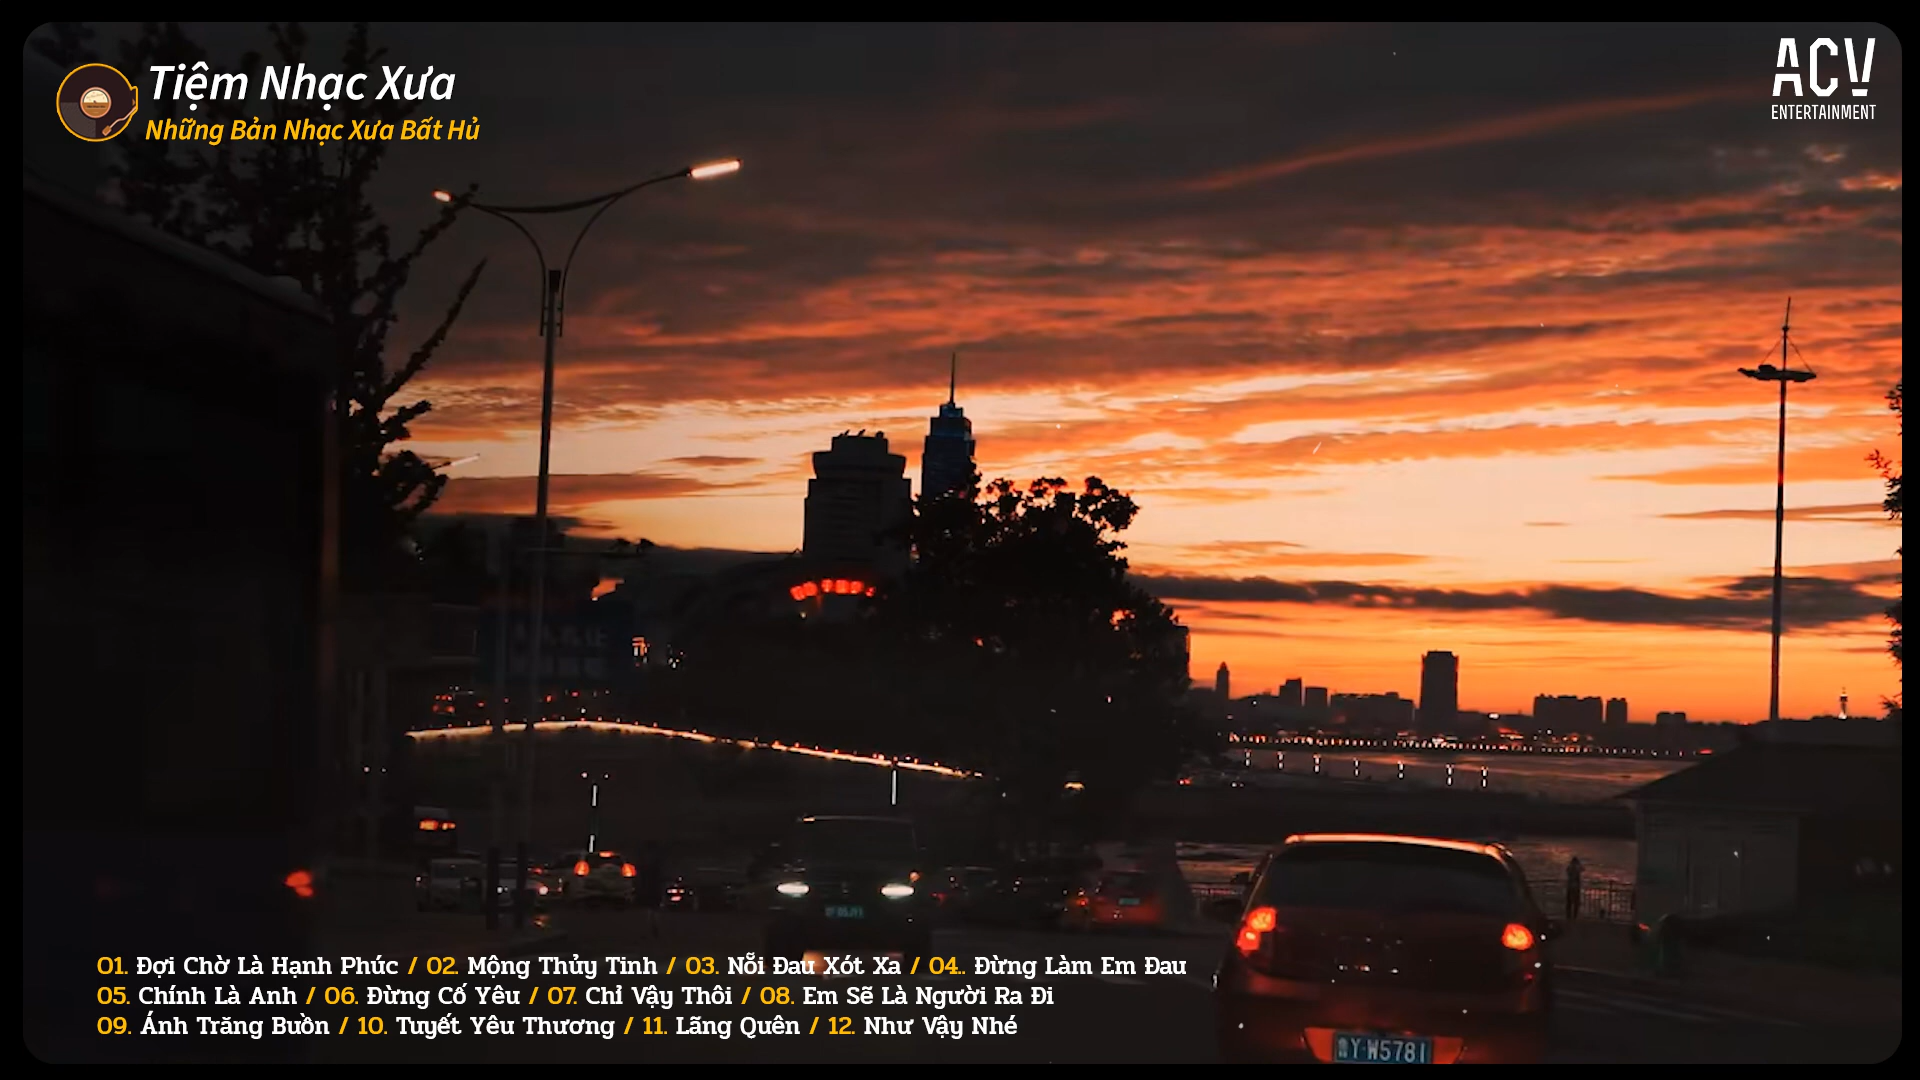 Tiệm Nhạc Xưa
Những Bản Nhạc Xưa Bất Hủ
ACV
ENTERTAINMENT
01. Đợi Chờ Là Hạnh Phúc / 02. Mộng Thủy Tinh / 03. Nỗi Đau Xót Xa / 04.. Đừng Làm Em Đau
05. Chính Là Anh / 06. Đừng Cố Yêu / 07. Chỉ Vậy Thôi / 08. Em Sẽ Là Người Ra Đi
09. Ánh Trăng Buồn / 10. Tuyết Yêu Thương / 11. Lãng Quên / 12. Như Vậy Nhé
Y·W5781